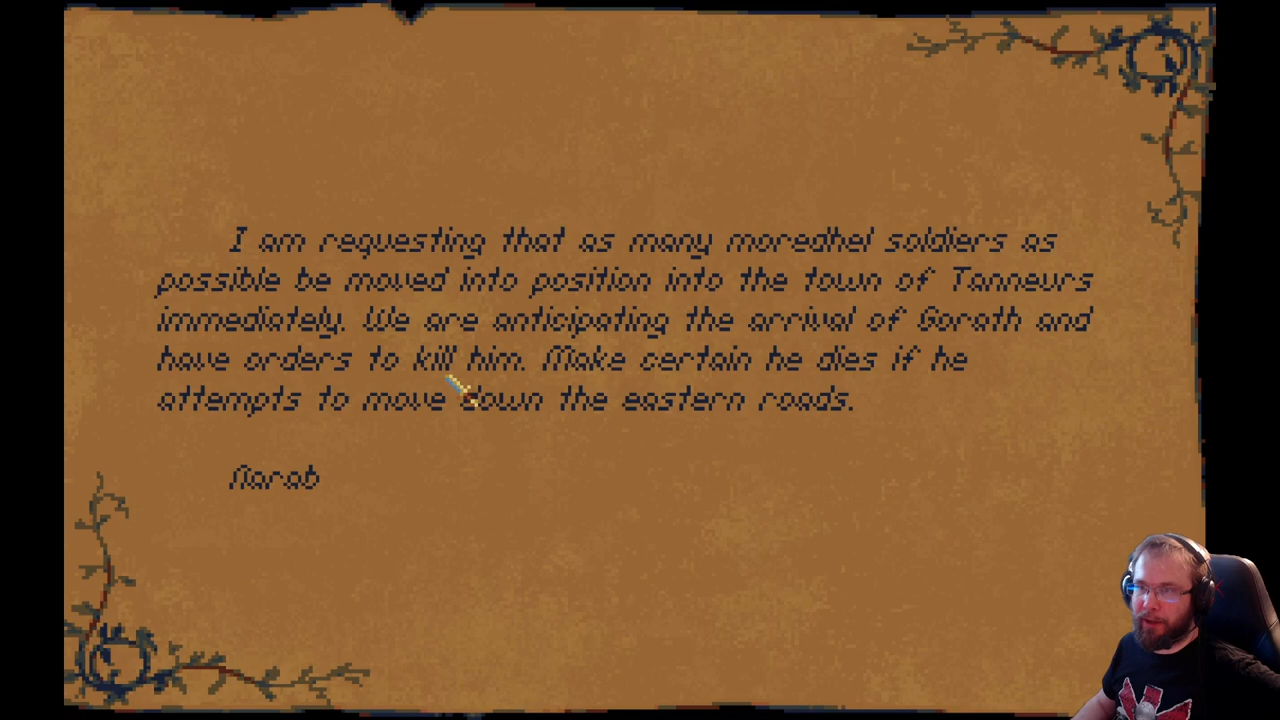 I am requesting that as many moredhel soldiers as
possible be moved into position into the town of Tanneurs
immediately. We are anticipating the arrival of Gorath and
have orders to kill him. Make certain he dies if he
attempts to move down the eastern roads.
Narab